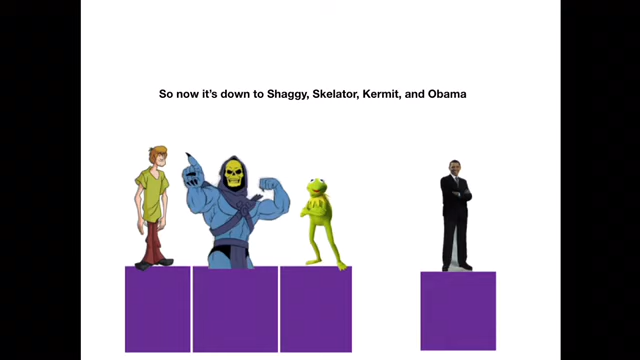 So now it's down to Shaggy, Skelator, Kermit, and Obama